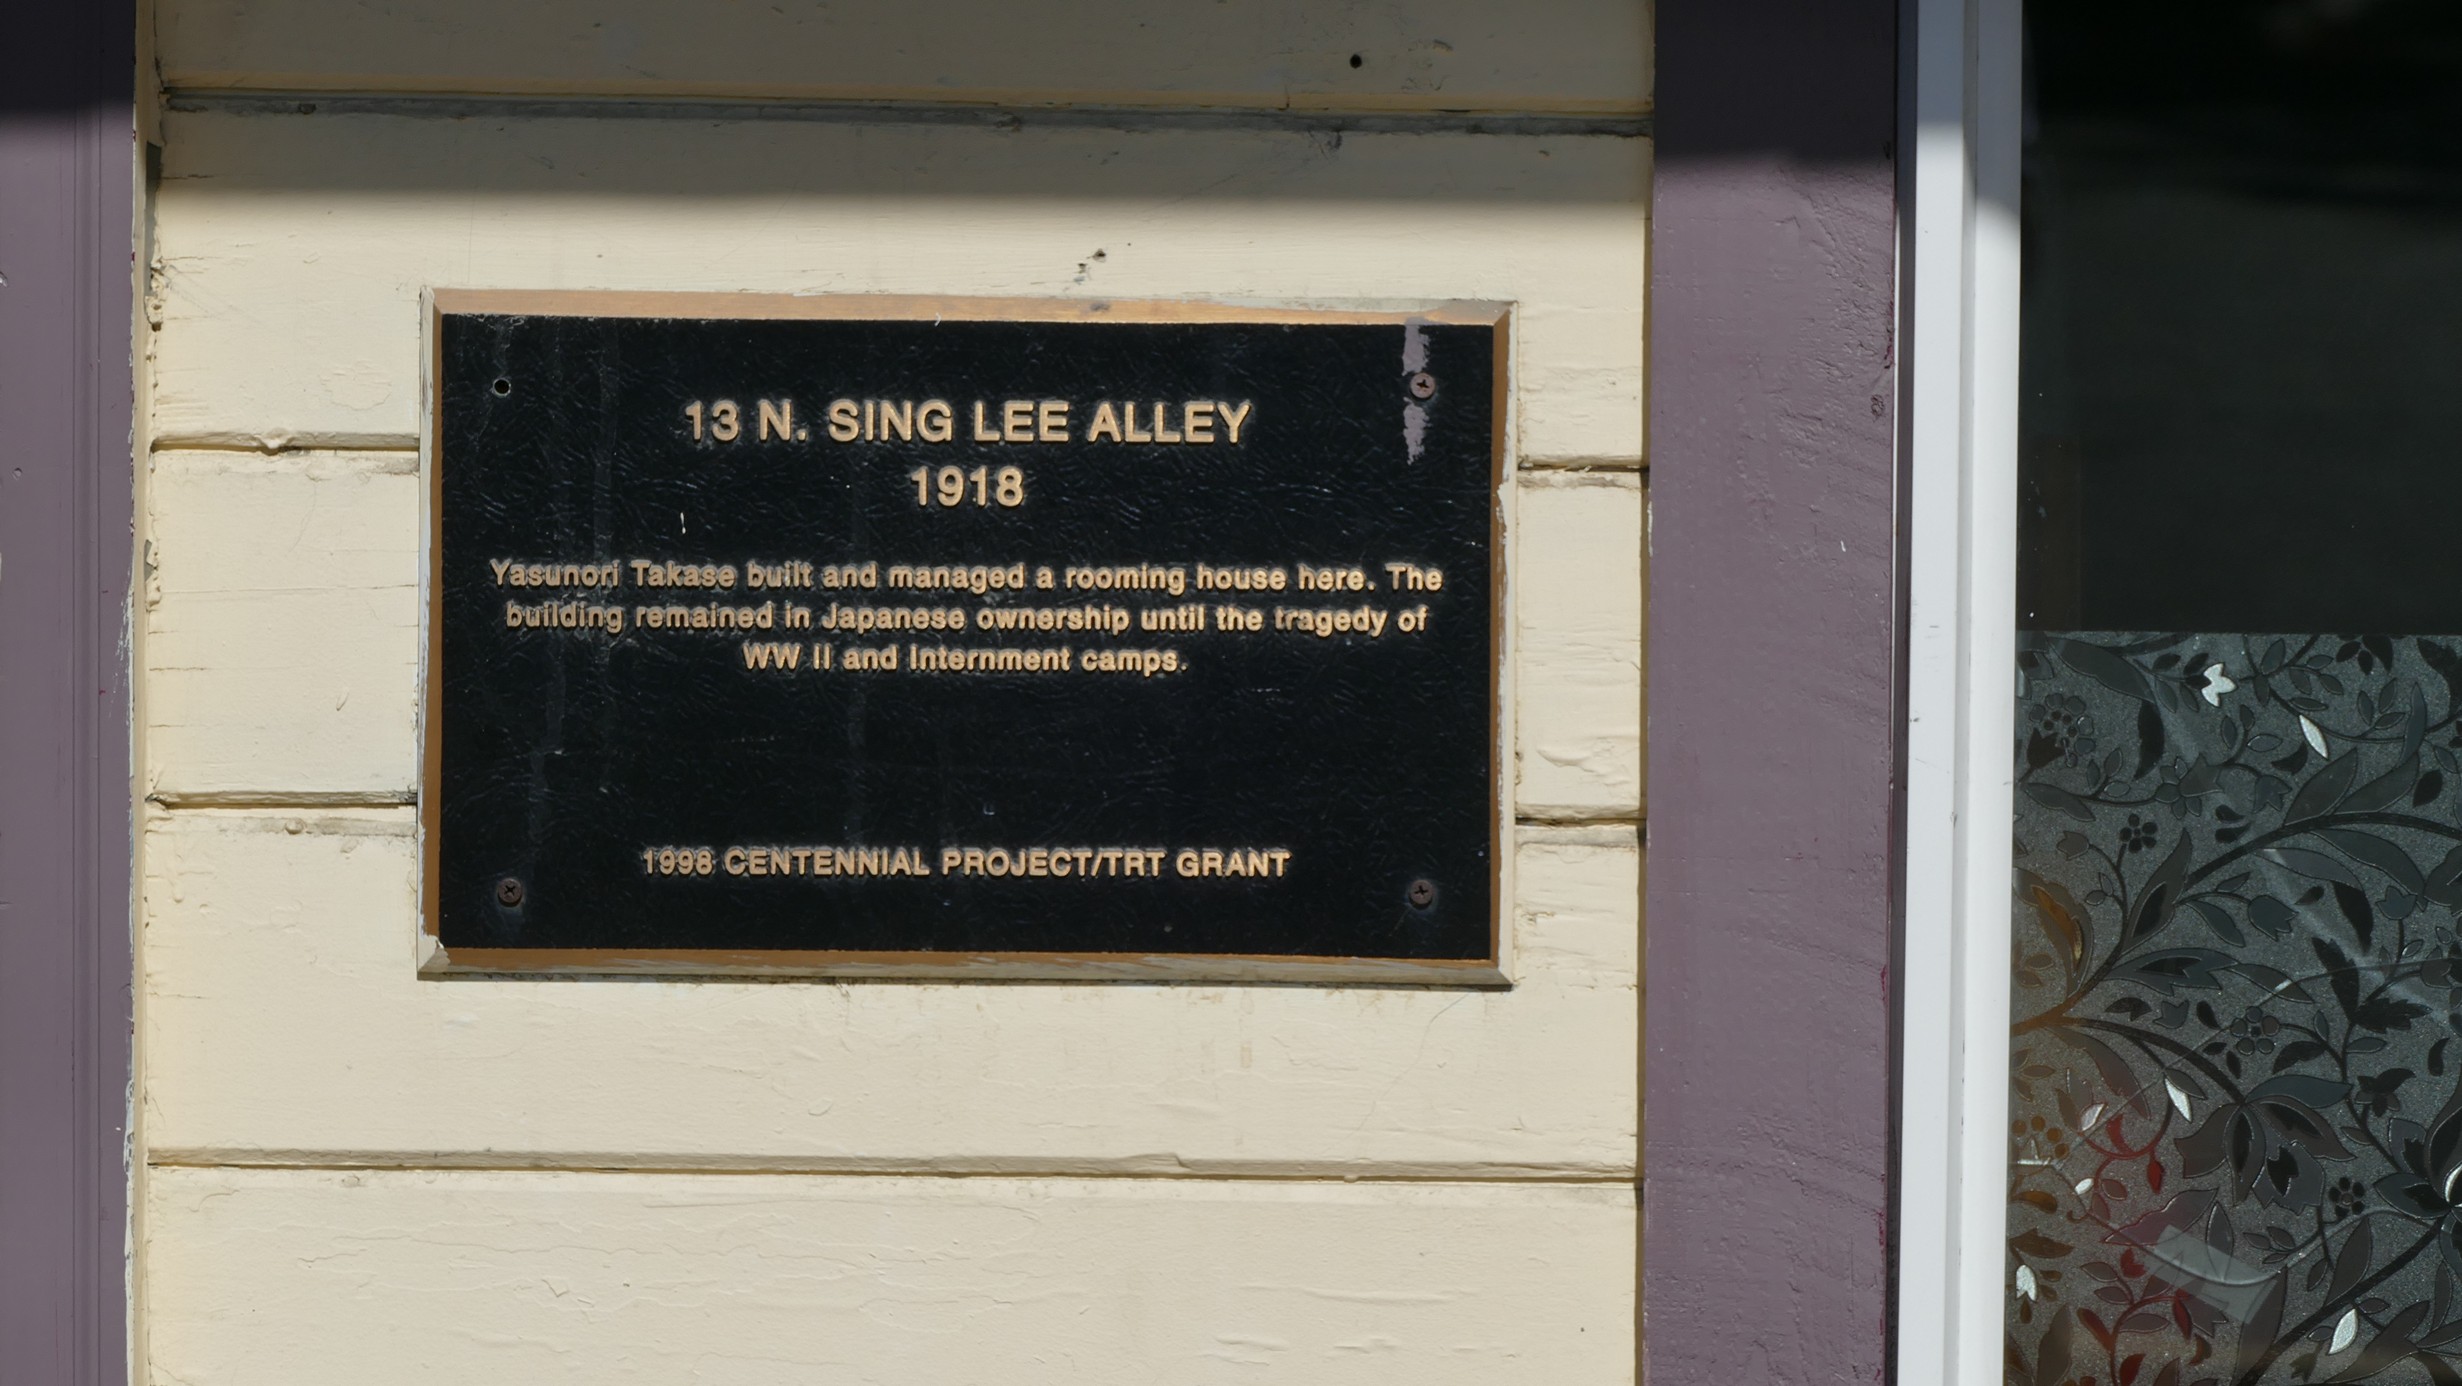 13 N. SING LEE ALLEY
1918
Yasunori Takase built and managed a rooming house here. The
building remained in Japanese ownership until the tragedy of
WW II and Internment camps.
1998 CENTENNIAL PROJECT/TRT GRANT